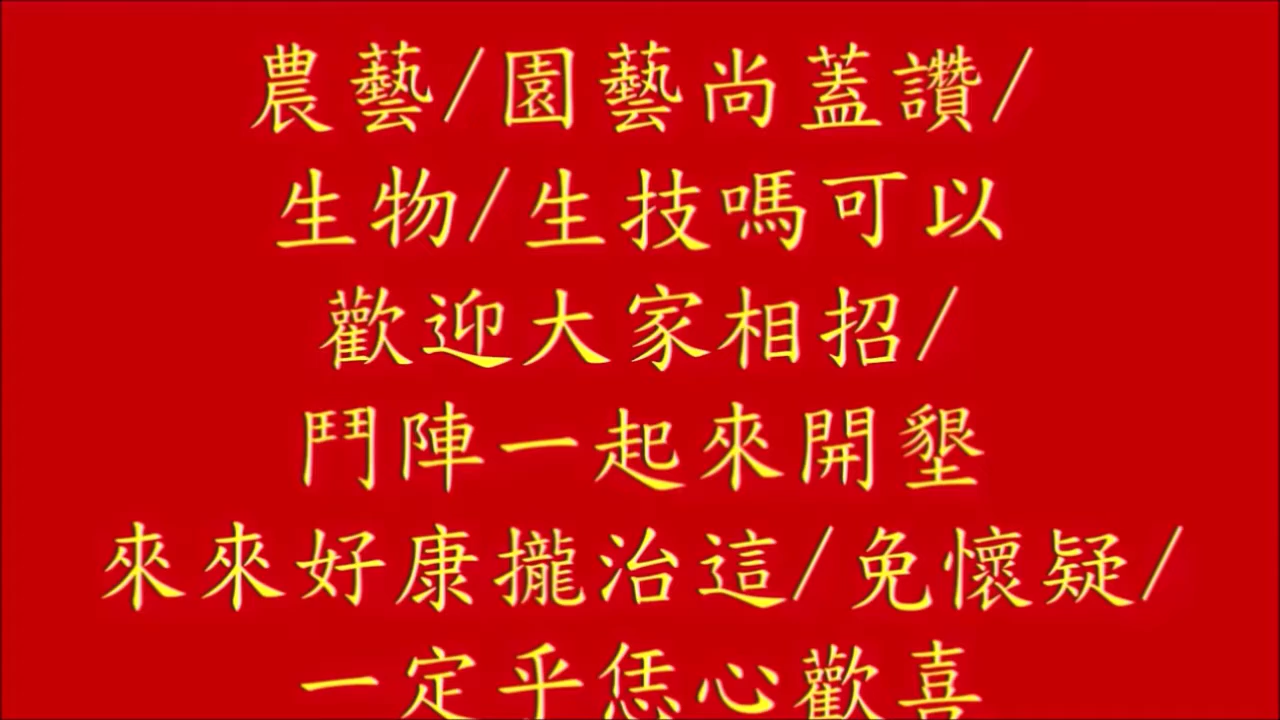 農藝/園藝尚蓋讚/
生物/生技嗎可以
歡迎大家相招/
鬥陣一起來開墾
來來好康攏治這/免懷疑/
一定乎恁心歡喜